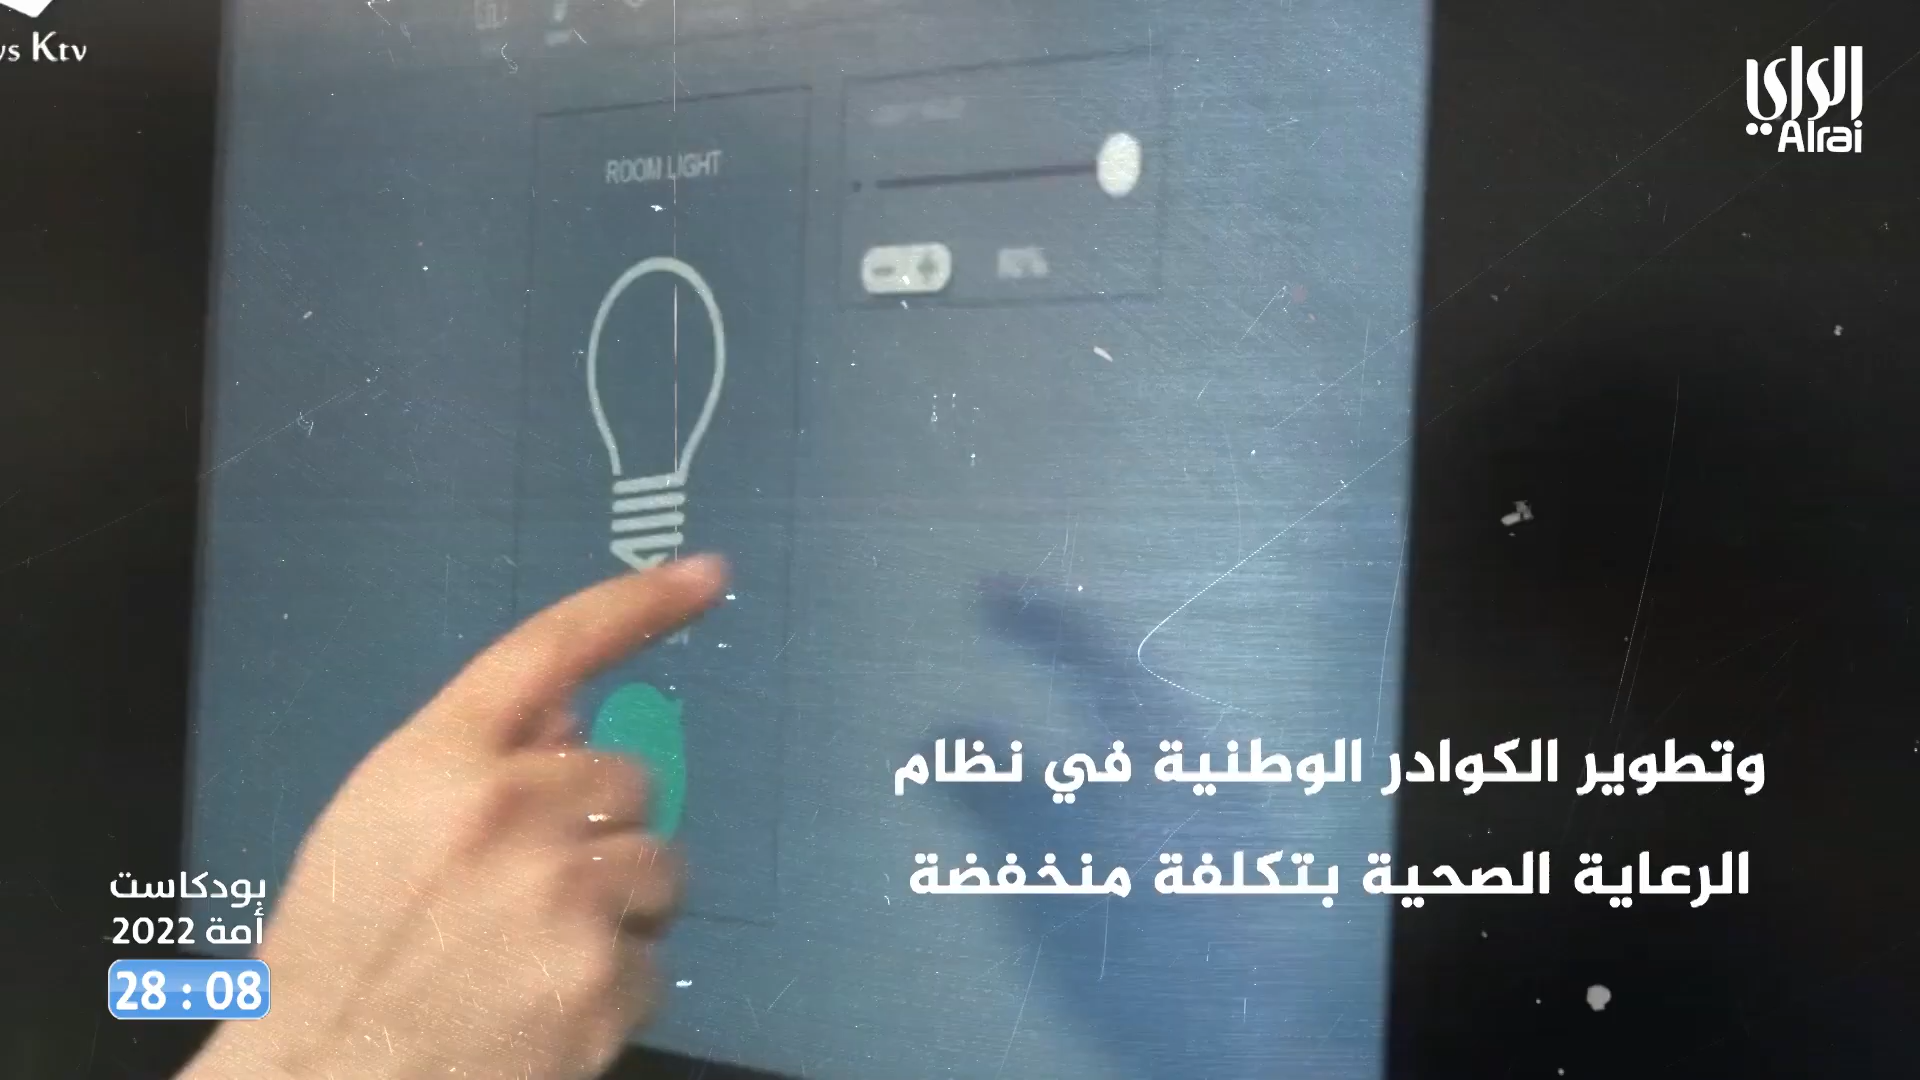 Ktv
الراي
Alrai
ROOM LIGHT
وتطوير الكوادر الوطنية في نظام
الرعاية الصحية بتكلفة منخفضة
بودكاست
أمة 2022
28 : 08